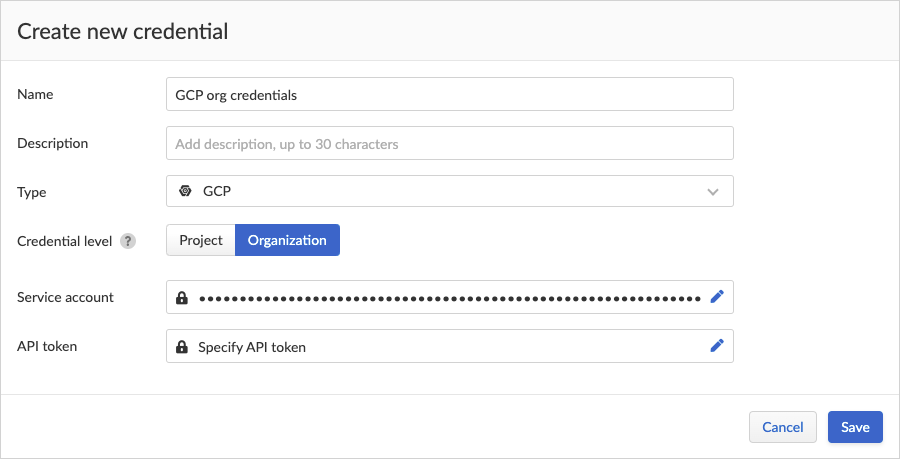 Create new credential
Name
GCP org credentials
Description
Add description, up to 30 characters
Type
GCP
Credential level ?
Project Organization
Service account
API token
Specify API token
Cancel Save